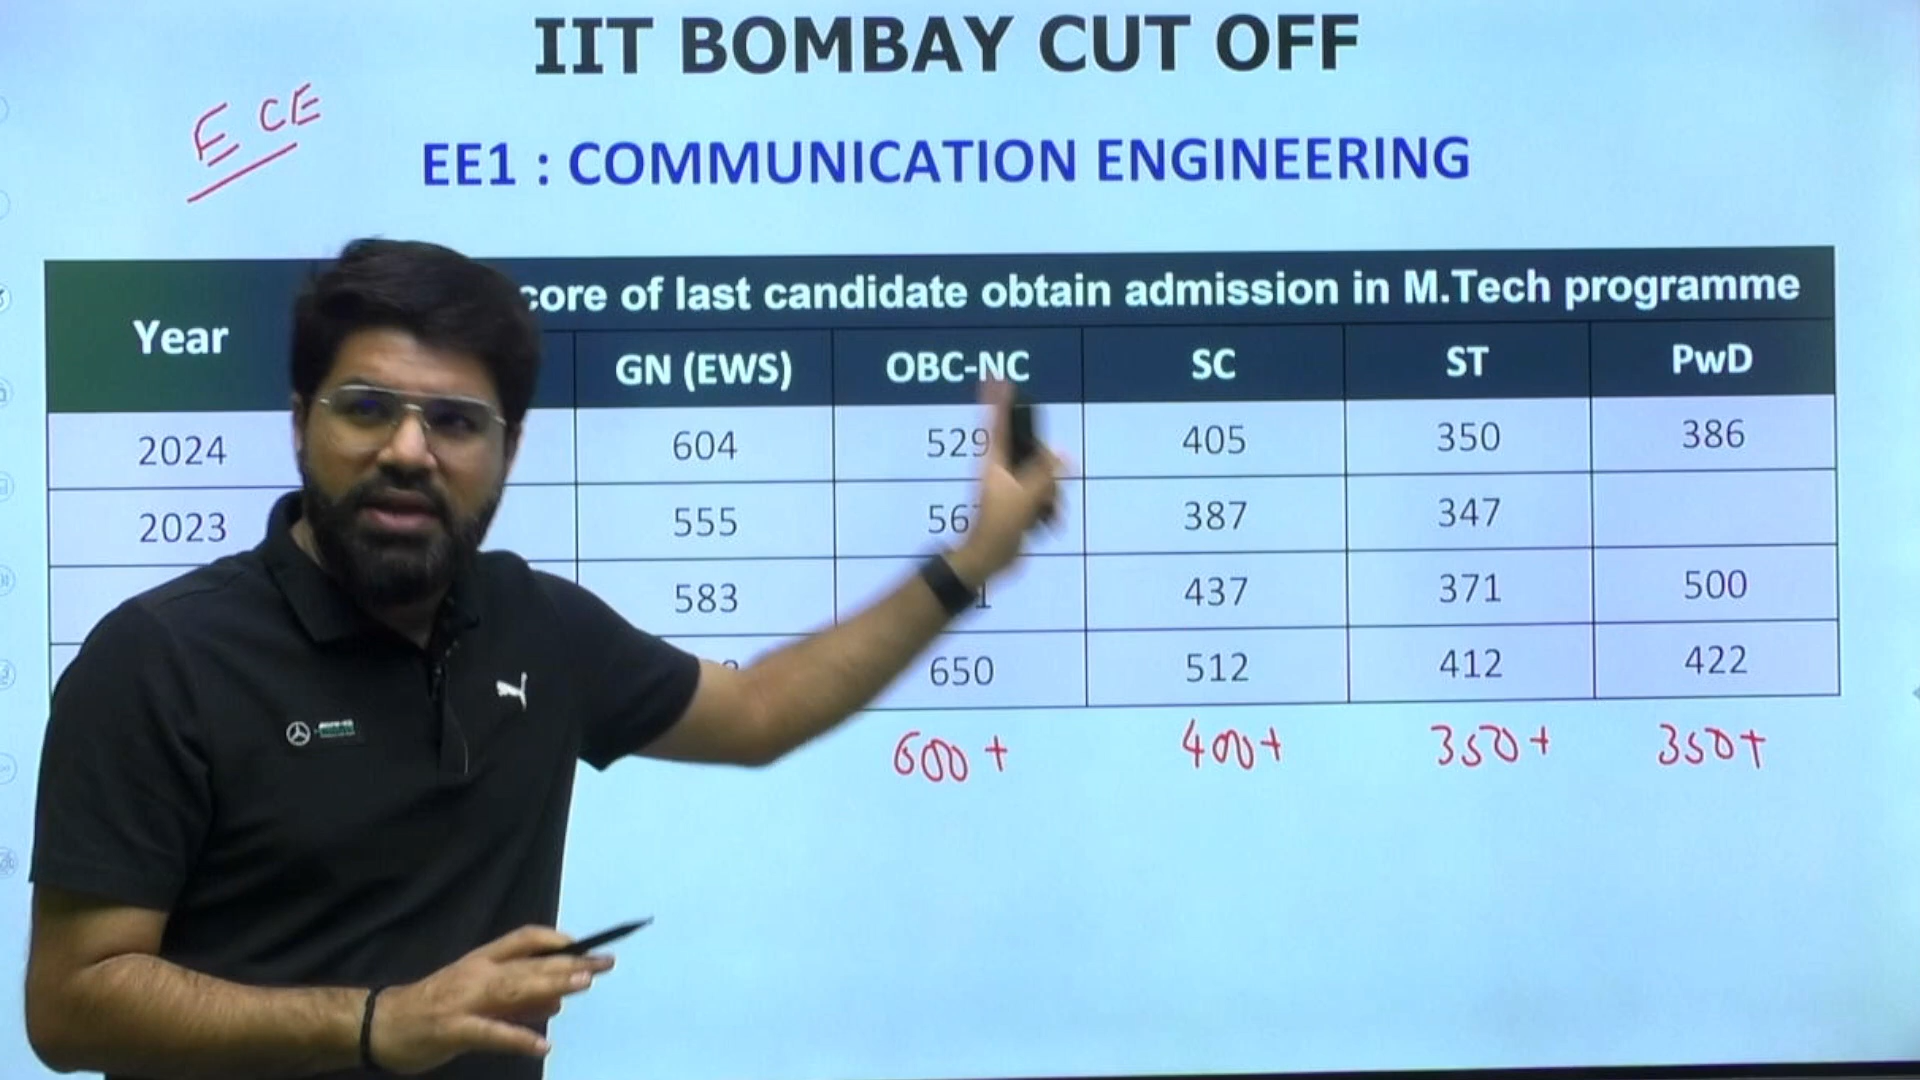 IIT BOMBAY CUT OFF
ECE
EE1 : COMMUNICATION ENGINEERING
Year
of last candidate obtain admission in M.Tech programme
GN (EWS) OBC-NC SC ST PwD
2024 604 529 405 350 386
2023 555 387 347
583 437 371 500
650 512 412 422
600+ 400+ 350+ 350+